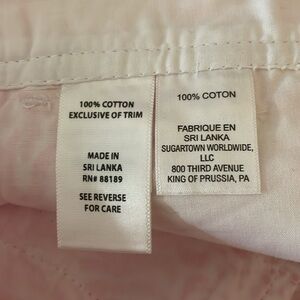 100% COTTON
EXCLUSIVE OF TRIM
MADE IN
SRI LANKA
RN# 88189
SEE REVERSE
FOR CARE
100% COTON
FABRIQUE EN
SRI LANKA
SUGARTOWN WORLDWIDE,
LLC
800 THIRD AVENUE
KING OF PRUSSIA, PA